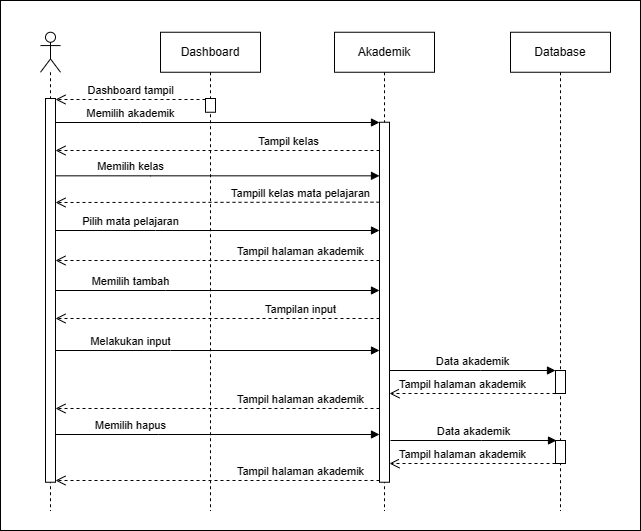 Dashboard
Akademik
Database
Dashboard tampil
Memilih akademik
Tampil kelas
Memilih kelas
Tampill kelas mata pelajaran
Pilih mata pelajaran
Tampil halaman akademik
Memilih tambah
Tampilan input
Melakukan input
Data akademik
Tampil halaman akademik
Tampil halaman akademik
Memilih hapus
Data akademik
Tampil halaman akademik
Tampil halaman akademik